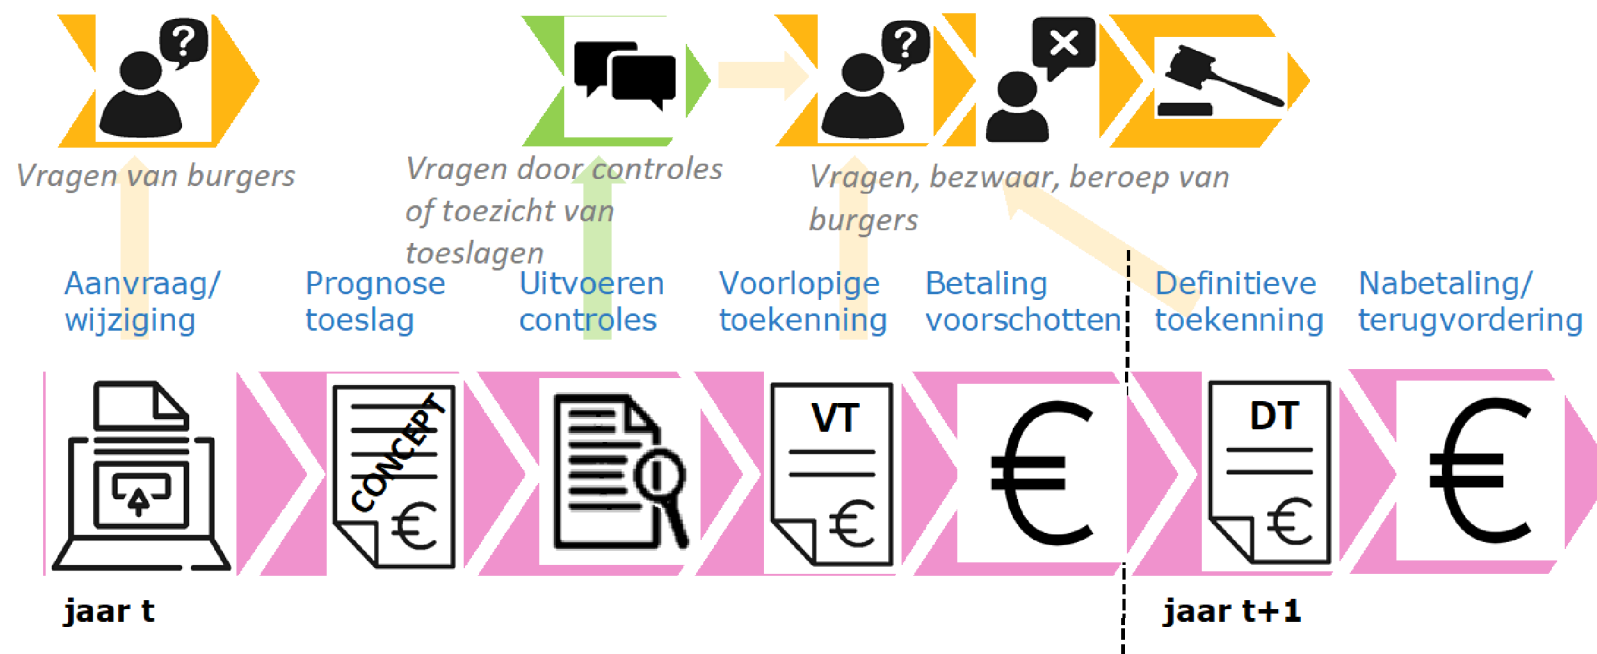 ?
?
Vragen van burgers
Vragen door controles
of toezicht van
toeslagen
Vragen, bezwaar, beroep van
burgers
Aanvraag/
wijziging
Prognose
toeslag
Uitvoeren
controles
Voorlopige
toekenning
Betaling
voorschotten
Definitieve
toekenning
Nabetaling/
terugvordering
CONCEPT
€
VT
€
€
DT
€
€
jaar t
jaar t+1